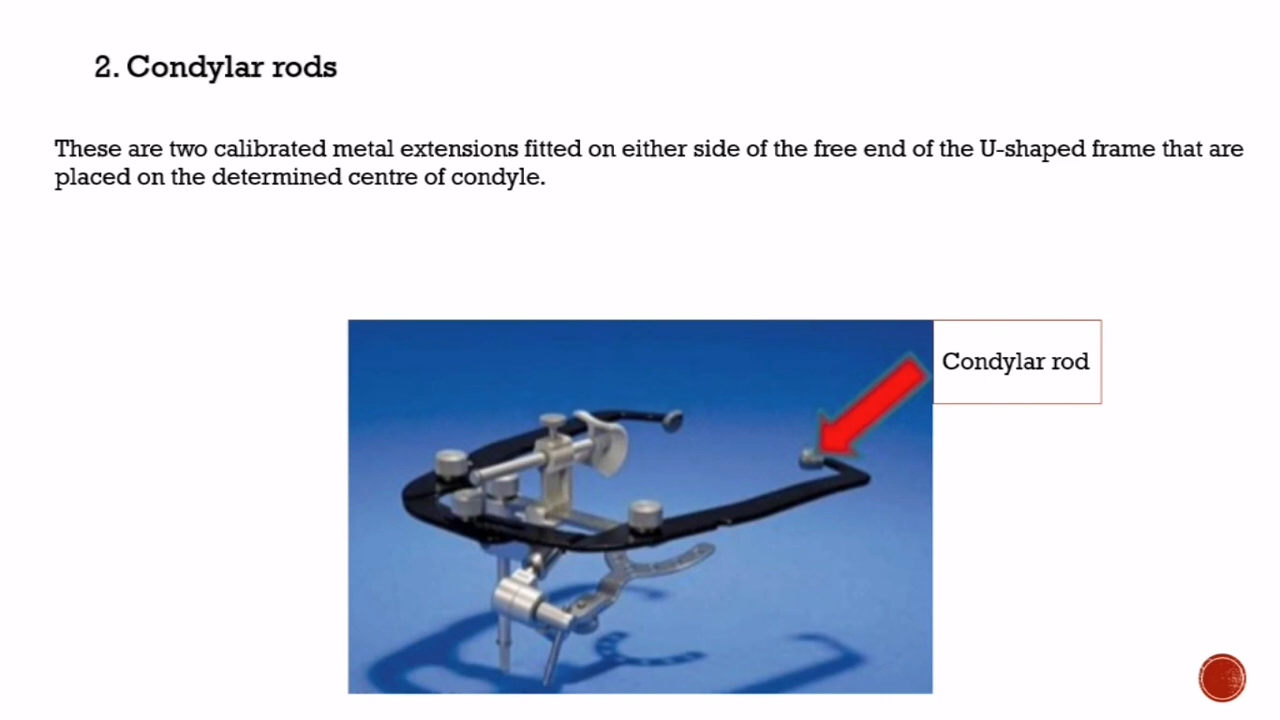 2. Condylar rods
These are two calibrated metal extensions fitted on either side of the free end of the U-shaped frame that are
placed on the determined centre of condyle.
Condylar rod